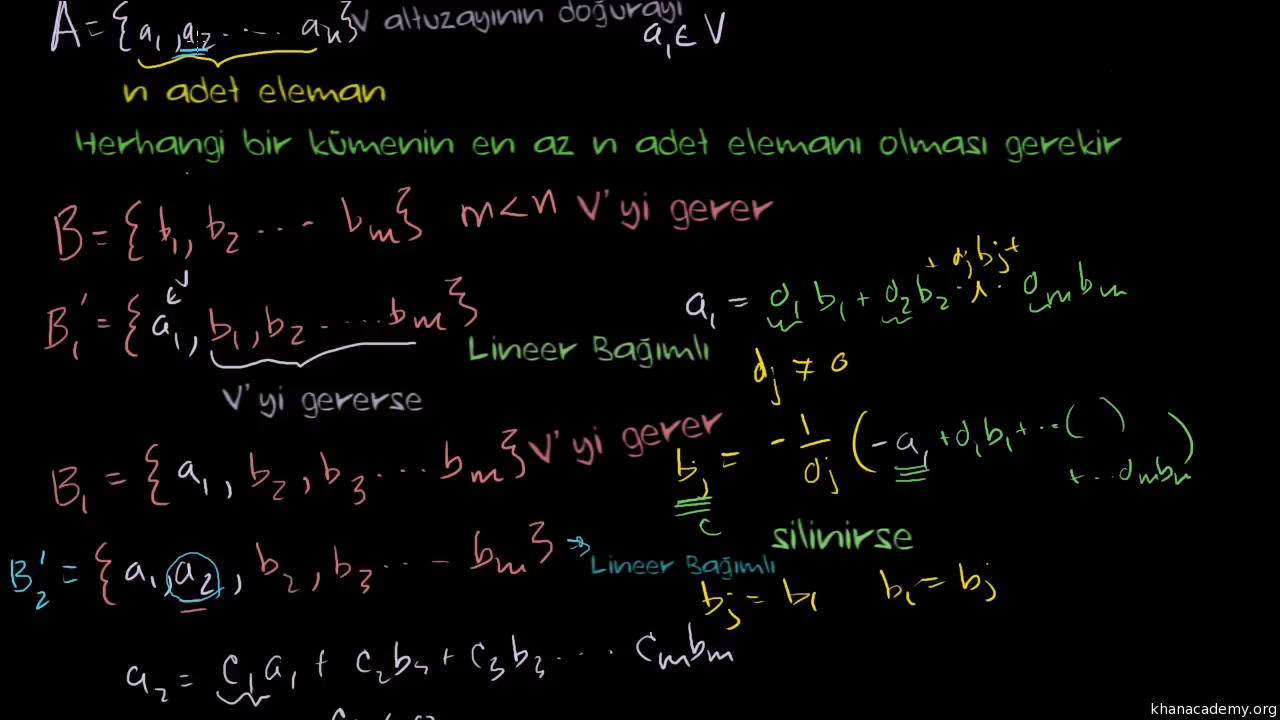 A = {a₁, a₂ ···· aₙ} V altuzayının doğurayı a₁ ∈ V
n adet eleman
Herhangi bir kümenin en az n adet elemanı olması gerekir
B = {b₁, b₂ ··· - bₘ} m < n V'yi gerer
B₁' = {a₁, b₁, b₂ ····· bₘ}
∈ V
Lineer Bağımlı
V'yi gererse
a₁ = d₁b₁ + d₂b₂ + djbj + ·· dₘbₘ
dj ≠ 0
bj = - 1/dj (-a₁ + d₁b₁ + ··· ( ) + ··· dₘbₘ)
B₁ = {a₁, b₂, b₃ ··· bₘ} V'yi gerer
silinirse
B₂' = {a₁, a₂, b₂, b₃ ··· - bₘ} → Lineer Bağımlı
bj = b₁ b₁ = bj
a₂ = c₁a₁ + c₂b₂ + c₃b₃ ··· cₘbₘ
khanacademy.org